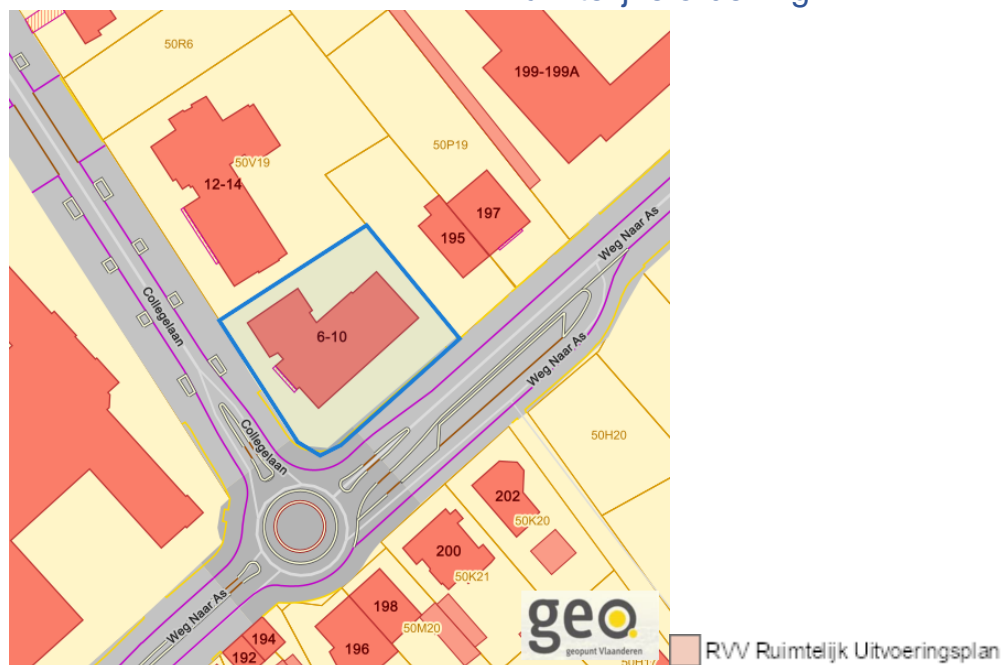 50R6
199-199A
50P19
50V19
12-14
197
195
Weg Naar As
Collegelaan
6-10
Weg Naar As
Collegelaan
50H20
202
50K20
200
50K21
198
50M20
196
194
192
Weg Naar As
geo
geopunt Vlaanderen
50H17
RVV Ruimtelijk Uitvoeringsplan